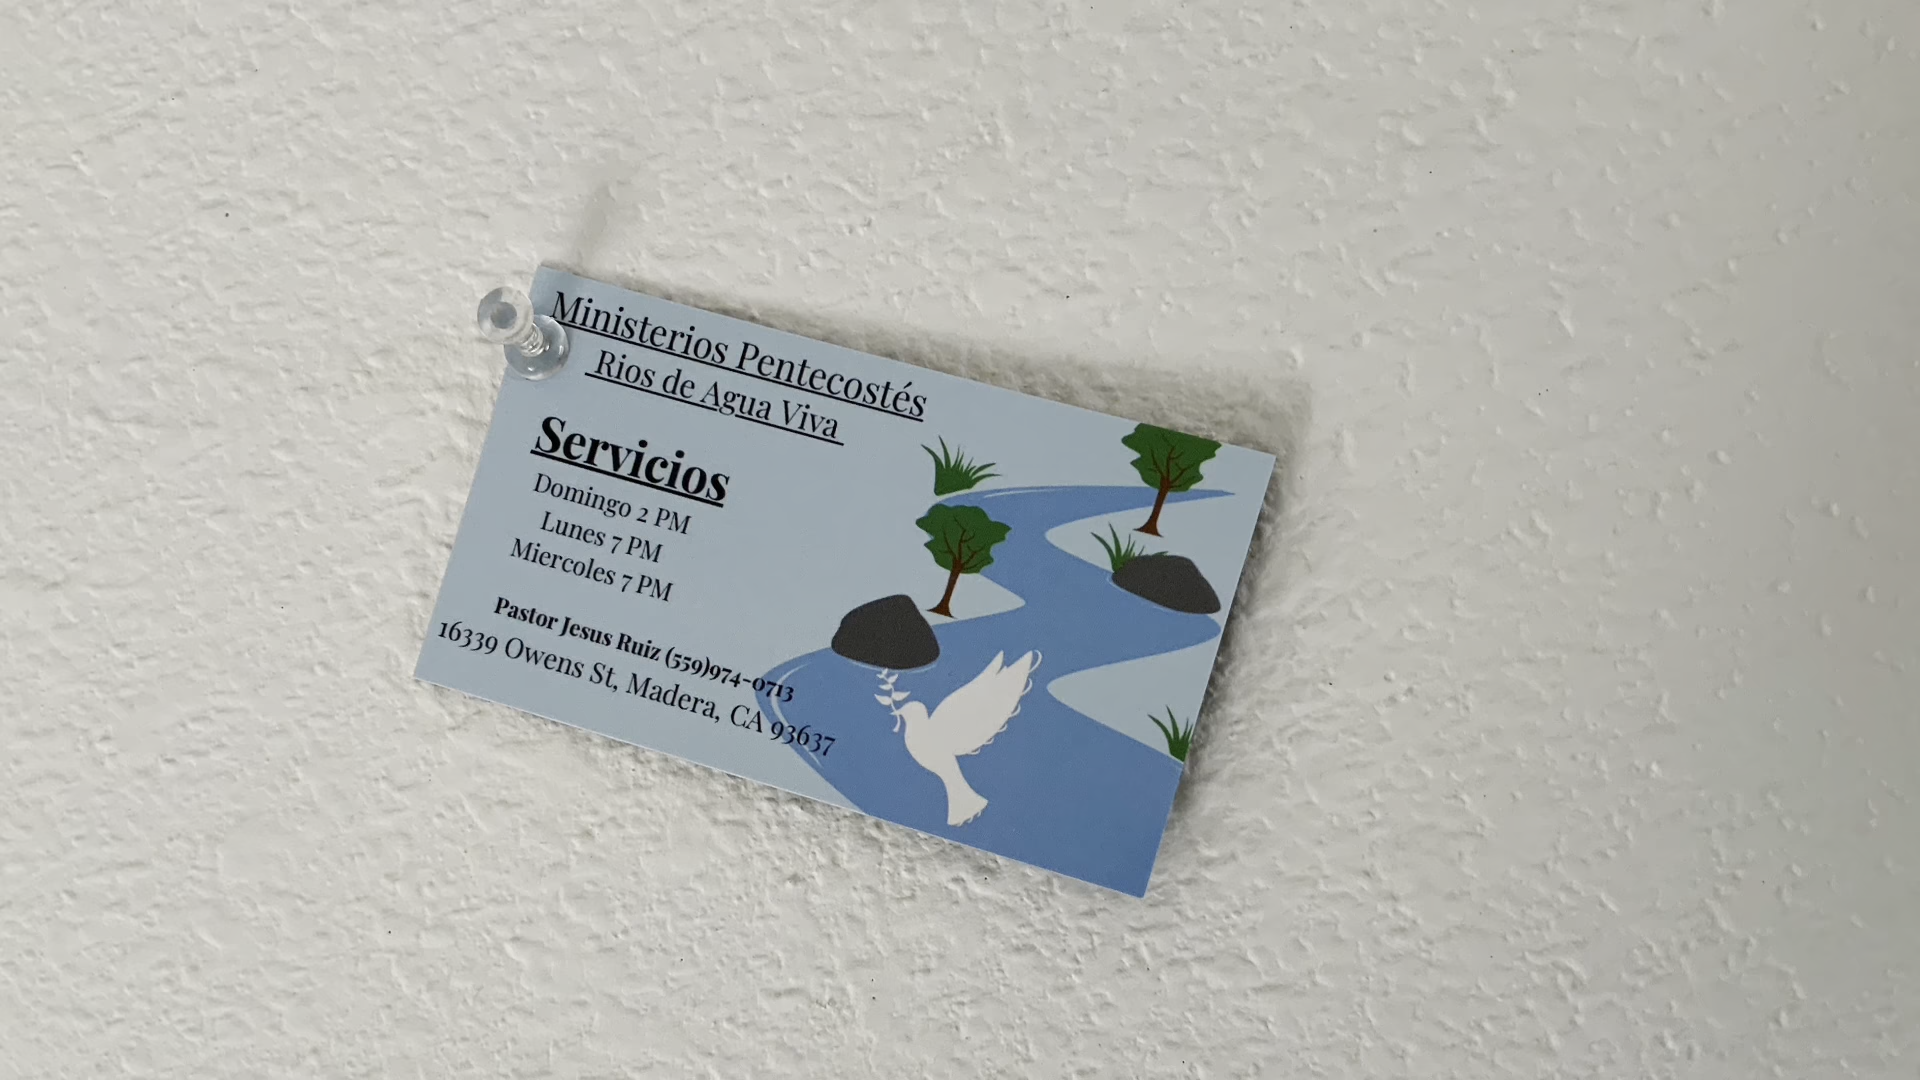 Ministerios Pentecostés
Rios de Agua Viva
Servicios
Domingo 2 PM
Lunes 7 PM
Miercoles 7 PM
Pastor Jesus Ruiz (559)974-0713
16339 Owens St, Madera, CA 93637